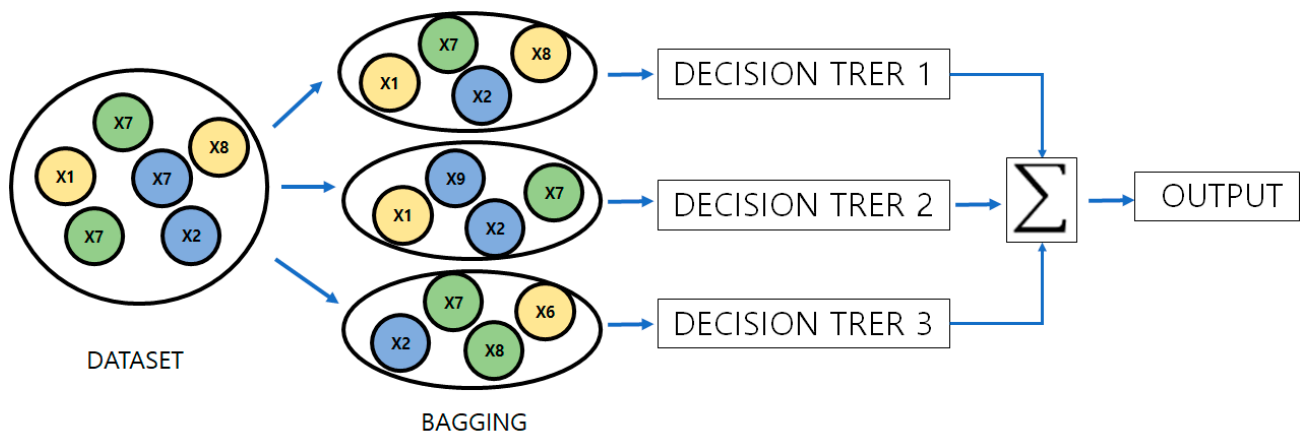 X7
X8
X1
X7
X7
X2
DATASET
X7
X8
X1
X2
X9
X7
X1
X2
X7
X6
X2
X8
BAGGING
DECISION TRER 1
DECISION TRER 2
DECISION TRER 3
Σ
OUTPUT